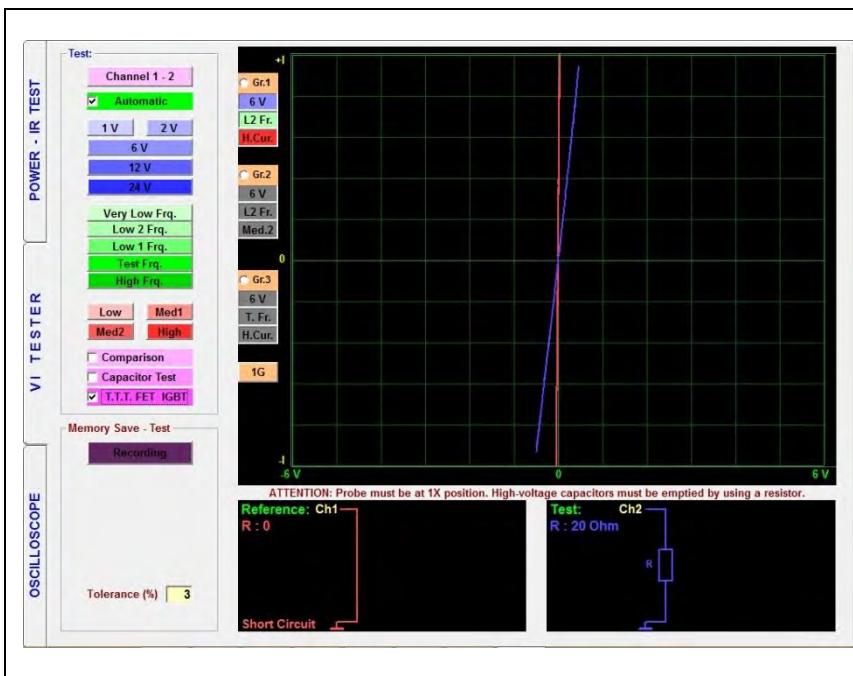 POWER - IR TEST
VI TESTER
OSCILLOSCOPE
Test:
Channel 1 - 2
Automatic
1 V 2 V
6 V
12 V
24 V
Very Low Frq.
Low 2 Frq.
Low 1 Frq.
Test Frq.
High Frq.
Low Med1
Med2 High
Comparison
Capacitor Test
T.T.T. FET IGBT
Memory Save - Test
Recording
Tolerance (%) 3
Gr.1
6 V
L2 Fr.
H.Cur.
Gr.2
6 V
L2 Fr.
Med.2
Gr.3
6 V
T. Fr.
H.Cur.
1G
+I
0
-I
-6 V 0 6 V
ATTENTION: Probe must be at 1X position. High-voltage capacitors must be emptied by using a resistor.
Reference: Ch1
R : 0
Short Circuit
Test: Ch2
R : 20 Ohm
R